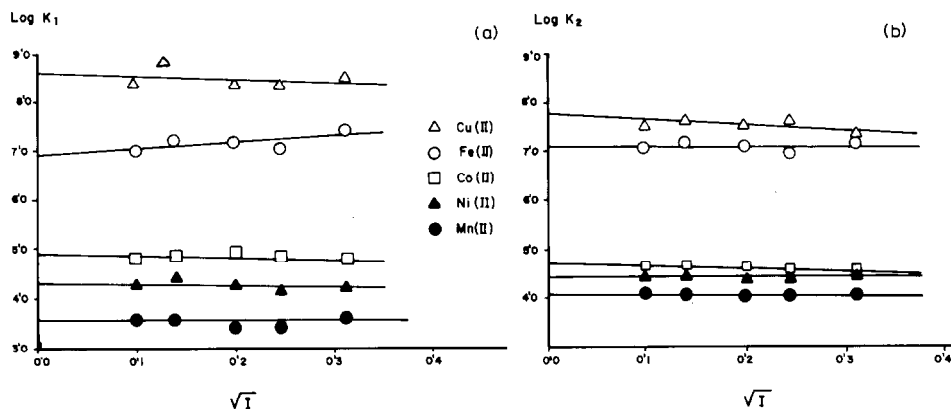 Log K1
(a)
9'0
8'0
7'0
6'0
5'0
4'0
3'0
0'0 0'1 0'2 0'3 0'4
√I
Cu (II)
Fe (II)
Co (II)
Ni (II)
Mn(II)
Log K2
(b)
9'0
8'0
7'0
6'0
5'0
4'0
0'0 0'1 0'2 0'3 0'4
√I